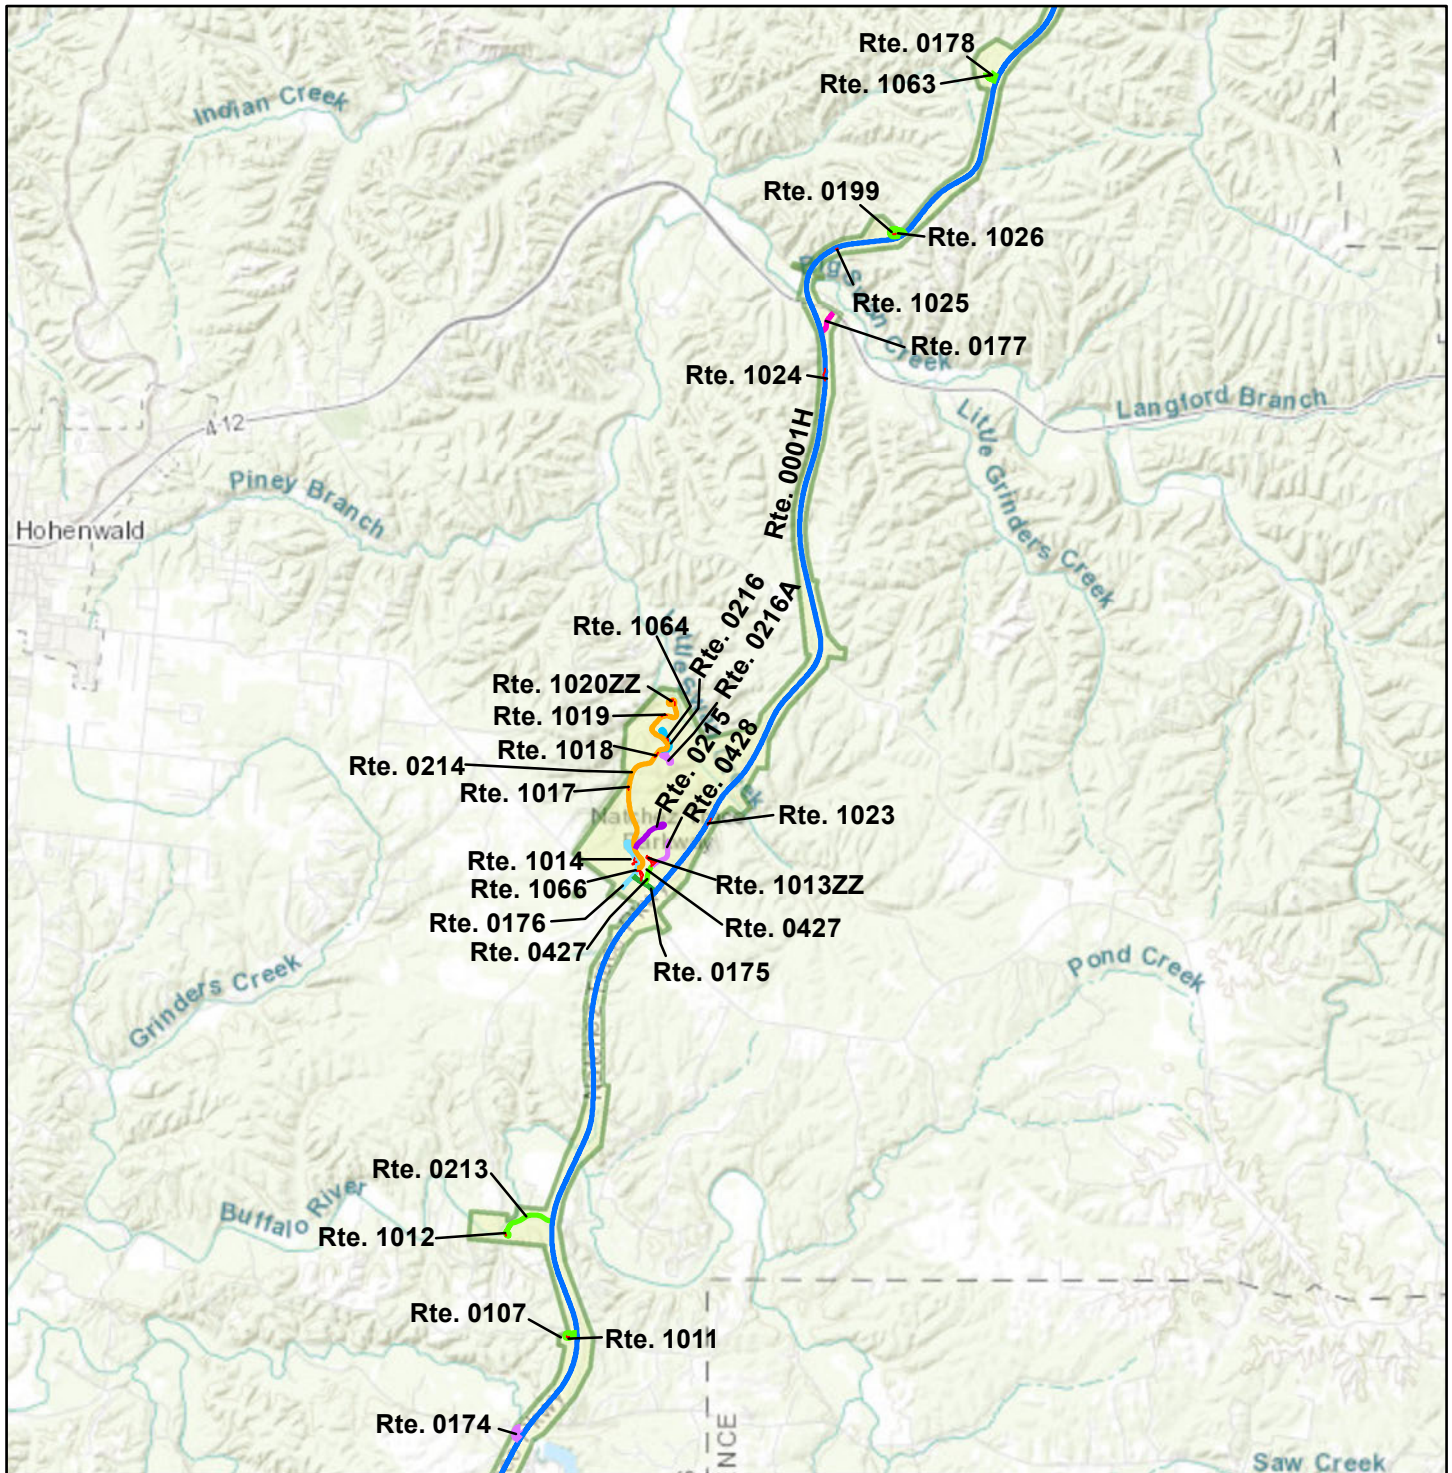 Rte. 0178
Rte. 1063
Indian Creek
Rte. 0199
Rte. 1026
Rte. 1025
Rte. 0177
Creek
Rte. 1024
Langford Branch
Little Grinders Creek
412
Rte. 0001H
Piney Branch
Hohenwald
Rte. 0216
Rte. 0216A
Rte. 1064
Rte. 1020ZZ
Rte. 1019
Rte. 1018
Rte. 0215
Rte. 0428
Rte. 0214
Rte. 1017
Rte. 1023
Parkway
Rte. 1014
Rte. 1066
Rte. 1013ZZ
Rte. 0176
Rte. 0427
Rte. 0427
Rte. 0175
Grinders Creek
Pond Creek
Rte. 0213
Buffalo River
Rte. 1012
Rte. 0107
Rte. 1011
Rte. 0174
NCE
Saw Creek